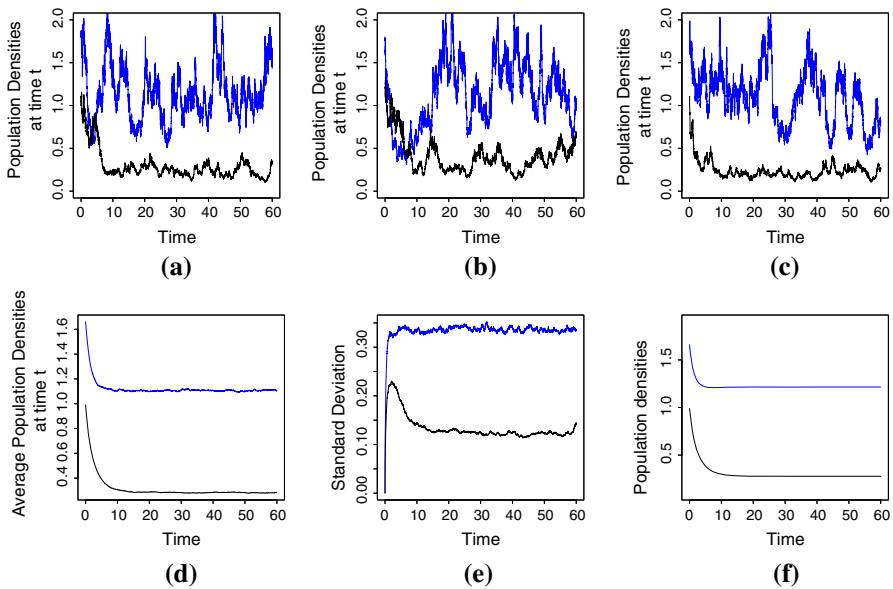 Population Densities
at time t
0.0 0.5 1.0 1.5 2.0
0 10 20 30 40 50 60
Time
(a)
Population Densities
at time t
0.0 0.5 1.0 1.5 2.0
0 10 20 30 40 50 60
Time
(b)
Population Densities
at time t
0.0 0.5 1.0 1.5 2.0
0 10 20 30 40 50 60
Time
(c)
Average Population Densities
at time t
0.4 0.6 0.8 1.0 1.2 1.4 1.6
0 10 20 30 40 50 60
Time
(d)
Standard Deviation
0.00 0.10 0.20 0.30
0 10 20 30 40 50 60
Time
(e)
Population densities
0.5 1.0 1.5
0 10 20 30 40 50 60
Time
(f)